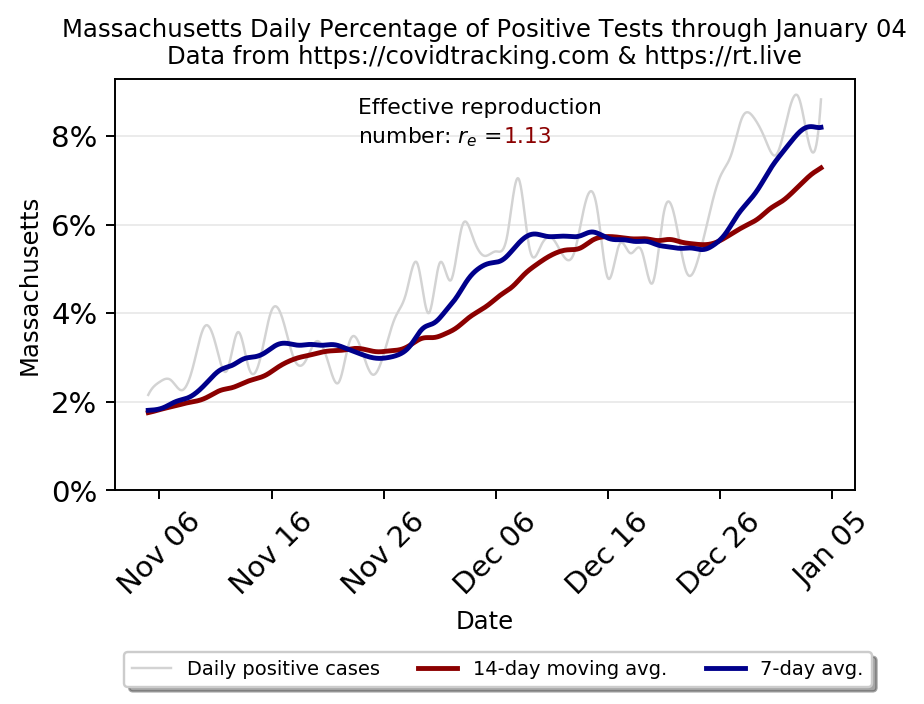 Massachusetts Daily Percentage of Positive Tests through January 04
Data from https://covidtracking.com & https://rt.live
Effective reproduction
number: rₑ =1.13
Massachusetts
8%
6%
4%
2%
0%
Nov 06
Nov 16
Nov 26
Dec 06
Dec 16
Dec 26
Jan 05
Date
Daily positive cases
14-day moving avg.
7-day avg.